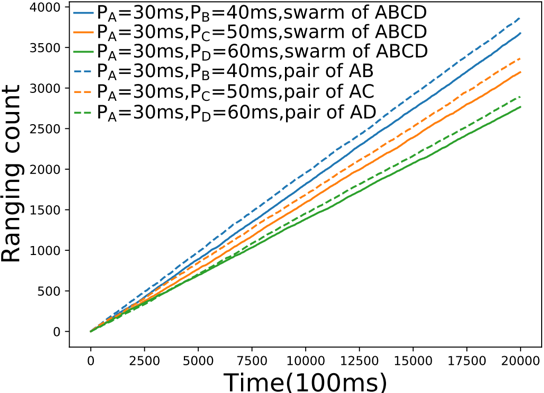 4000
3500
3000
2500
2000
1500
1000
500
0
Ranging count
P_A=30ms,P_B=40ms,swarm of ABCD
P_A=30ms,P_C=50ms,swarm of ABCD
P_A=30ms,P_D=60ms,swarm of ABCD
P_A=30ms,P_B=40ms,pair of AB
P_A=30ms,P_C=50ms,pair of AC
P_A=30ms,P_D=60ms,pair of AD
0 2500 5000 7500 10000 12500 15000 17500 20000
Time(100ms)